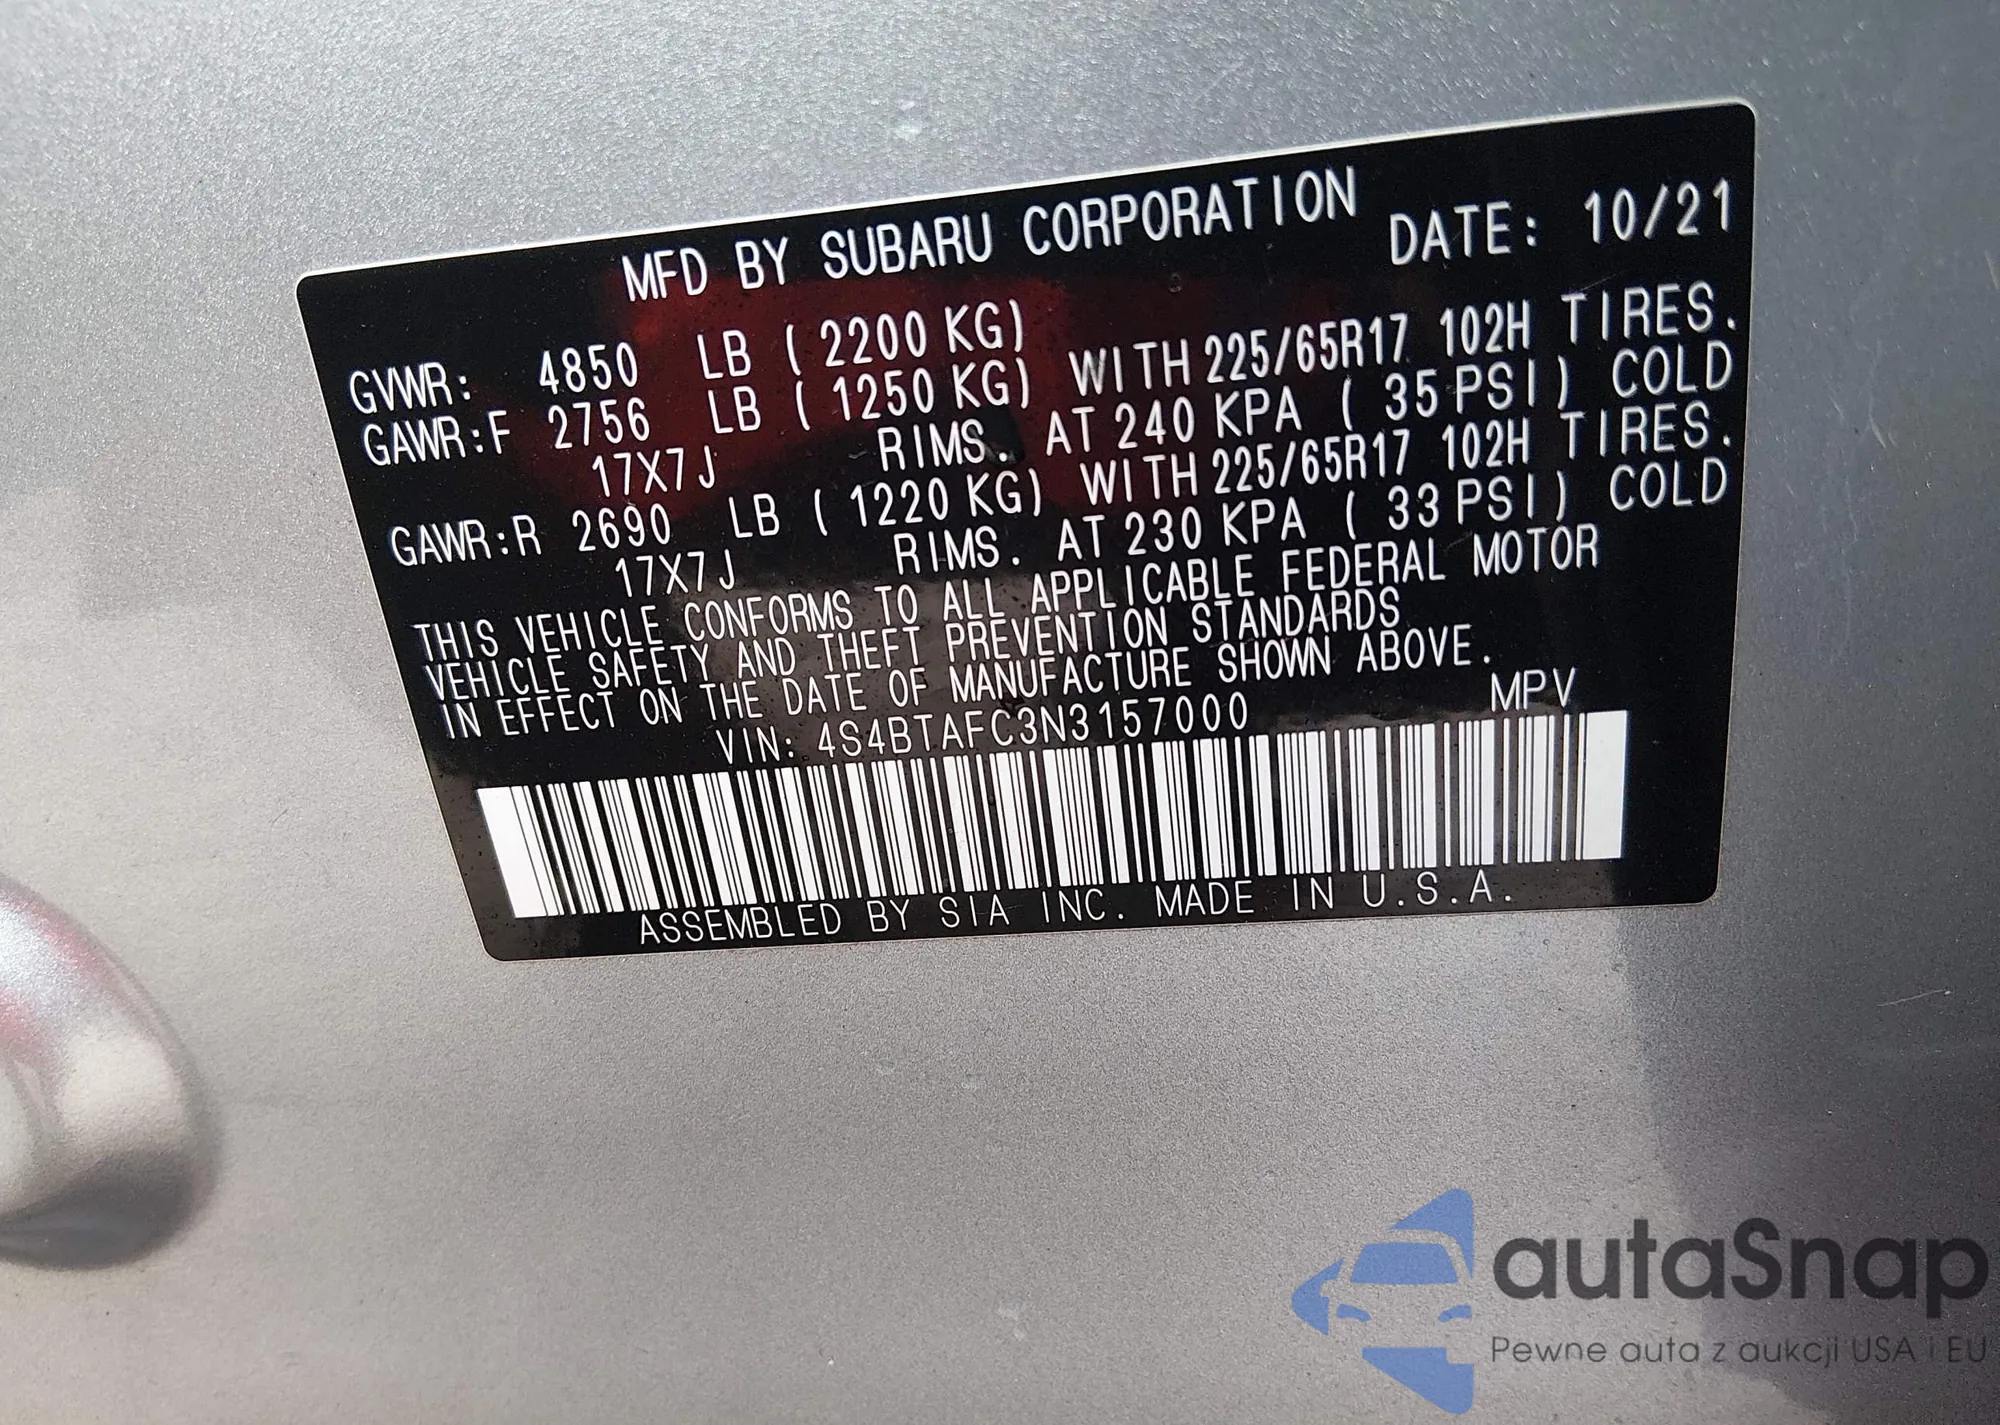 MFD BY SUBARU CORPORATION DATE: 10/21
GVWR: 4850 LB ( 2200 KG)
GAWR:F 2756 LB ( 1250 KG) WITH 225/65R17 102H TIRES.
17X7J RIMS. AT 240 KPA ( 35 PSI) COLD
GAWR:R 2690 LB ( 1220 KG) WITH 225/65R17 102H TIRES.
17X7J RIMS. AT 230 KPA ( 33 PSI) COLD
THIS VEHICLE CONFORMS TO ALL APPLICABLE FEDERAL MOTOR
VEHICLE SAFETY AND THEFT PREVENTION STANDARDS
IN EFFECT ON THE DATE OF MANUFACTURE SHOWN ABOVE.
VIN: 4S4BTAFC3N3157000 MPV
ASSEMBLED BY SIA INC. MADE IN U.S.A.
autaSnap
Pewne auta z aukcji USA i EU